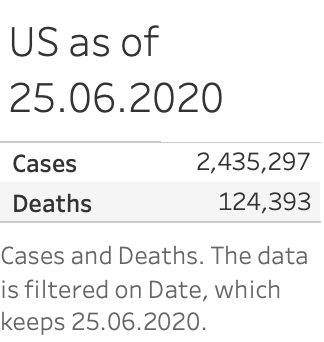 US as of
25.06.2020
Cases 2,435,297
Deaths 124,393
Cases and Deaths. The data
is filtered on Date, which
keeps 25.06.2020.